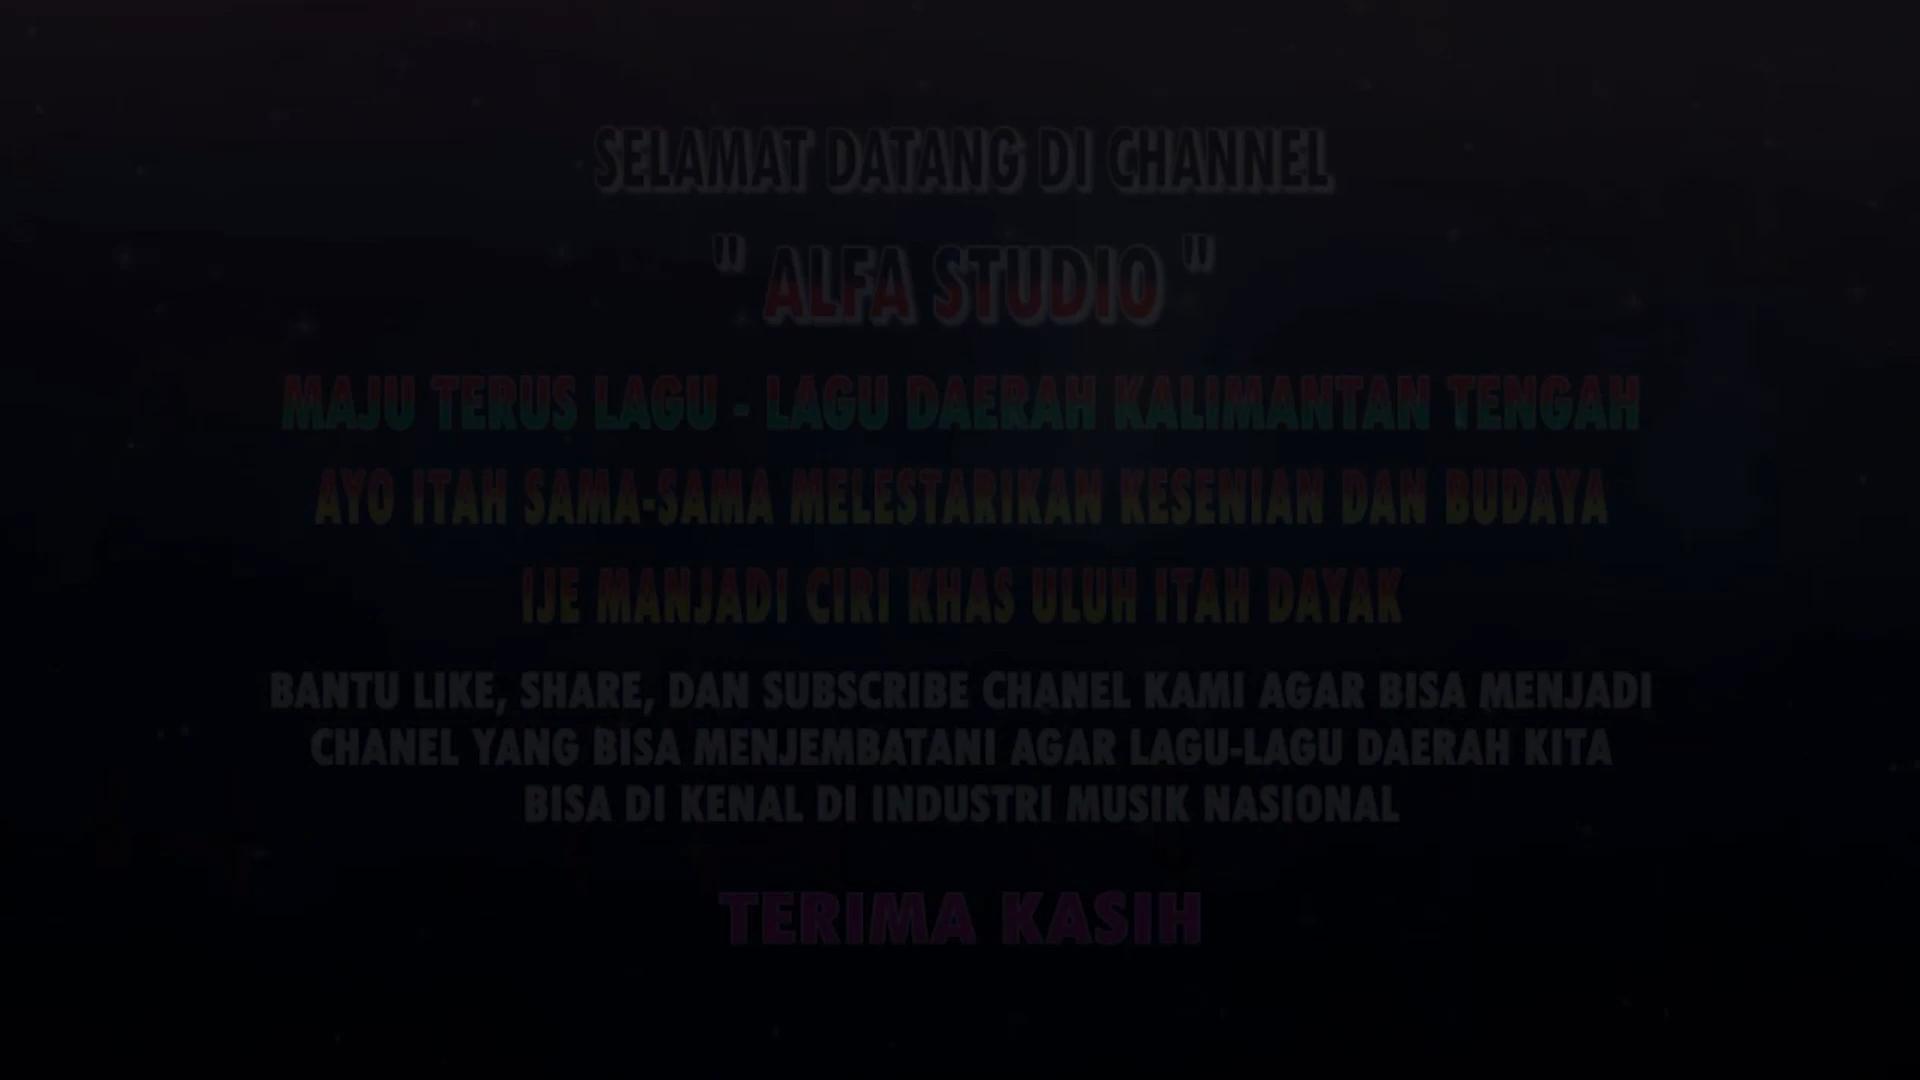 SELAMAT DATANG DI CHANNEL
" ALFA STUDIO "
MAJU TERUS LAGU - LAGU DAERAH KALIMANTAN TENGAH
AYO ITAH SAMA-SAMA MELESTARIKAN KESENIAN DAN BUDAYA
IJE MANJADI CIRI KHAS ULUH ITAH DAYAK
BANTU LIKE, SHARE, DAN SUBSCRIBE CHANEL KAMI AGAR BISA MENJADI
CHANEL YANG BISA MENJEMBATANI AGAR LAGU-LAGU DAERAH KITA
BISA DI KENAL DI INDUSTRI MUSIK NASIONAL
TERIMA KASIH